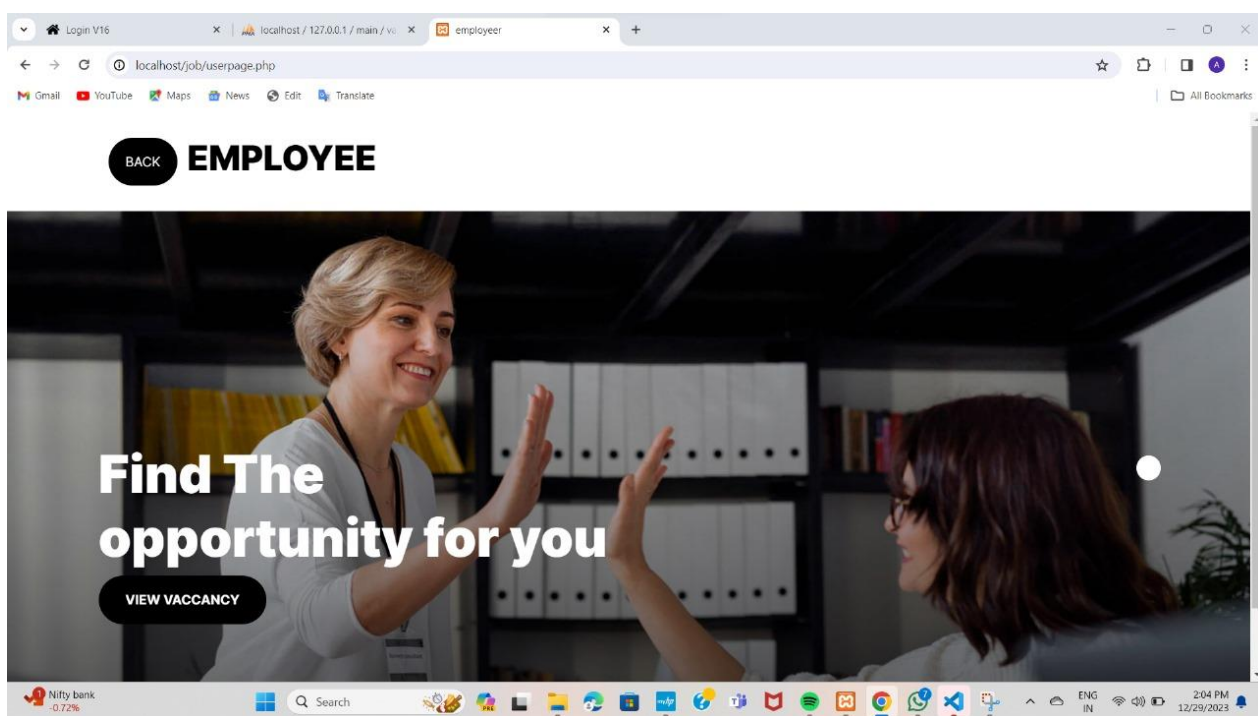 Login V16
localhost / 127.0.0.1 / main / va
employeer
localhost/job/userpage.php
Gmail
YouTube
Maps
News
Edit
Translate
All Bookmarks
BACK
EMPLOYEE
Find The
opportunity for you
VIEW VACCANCY
Nifty bank
-0.72%
Search
ENG
IN
2:04 PM
12/29/2023